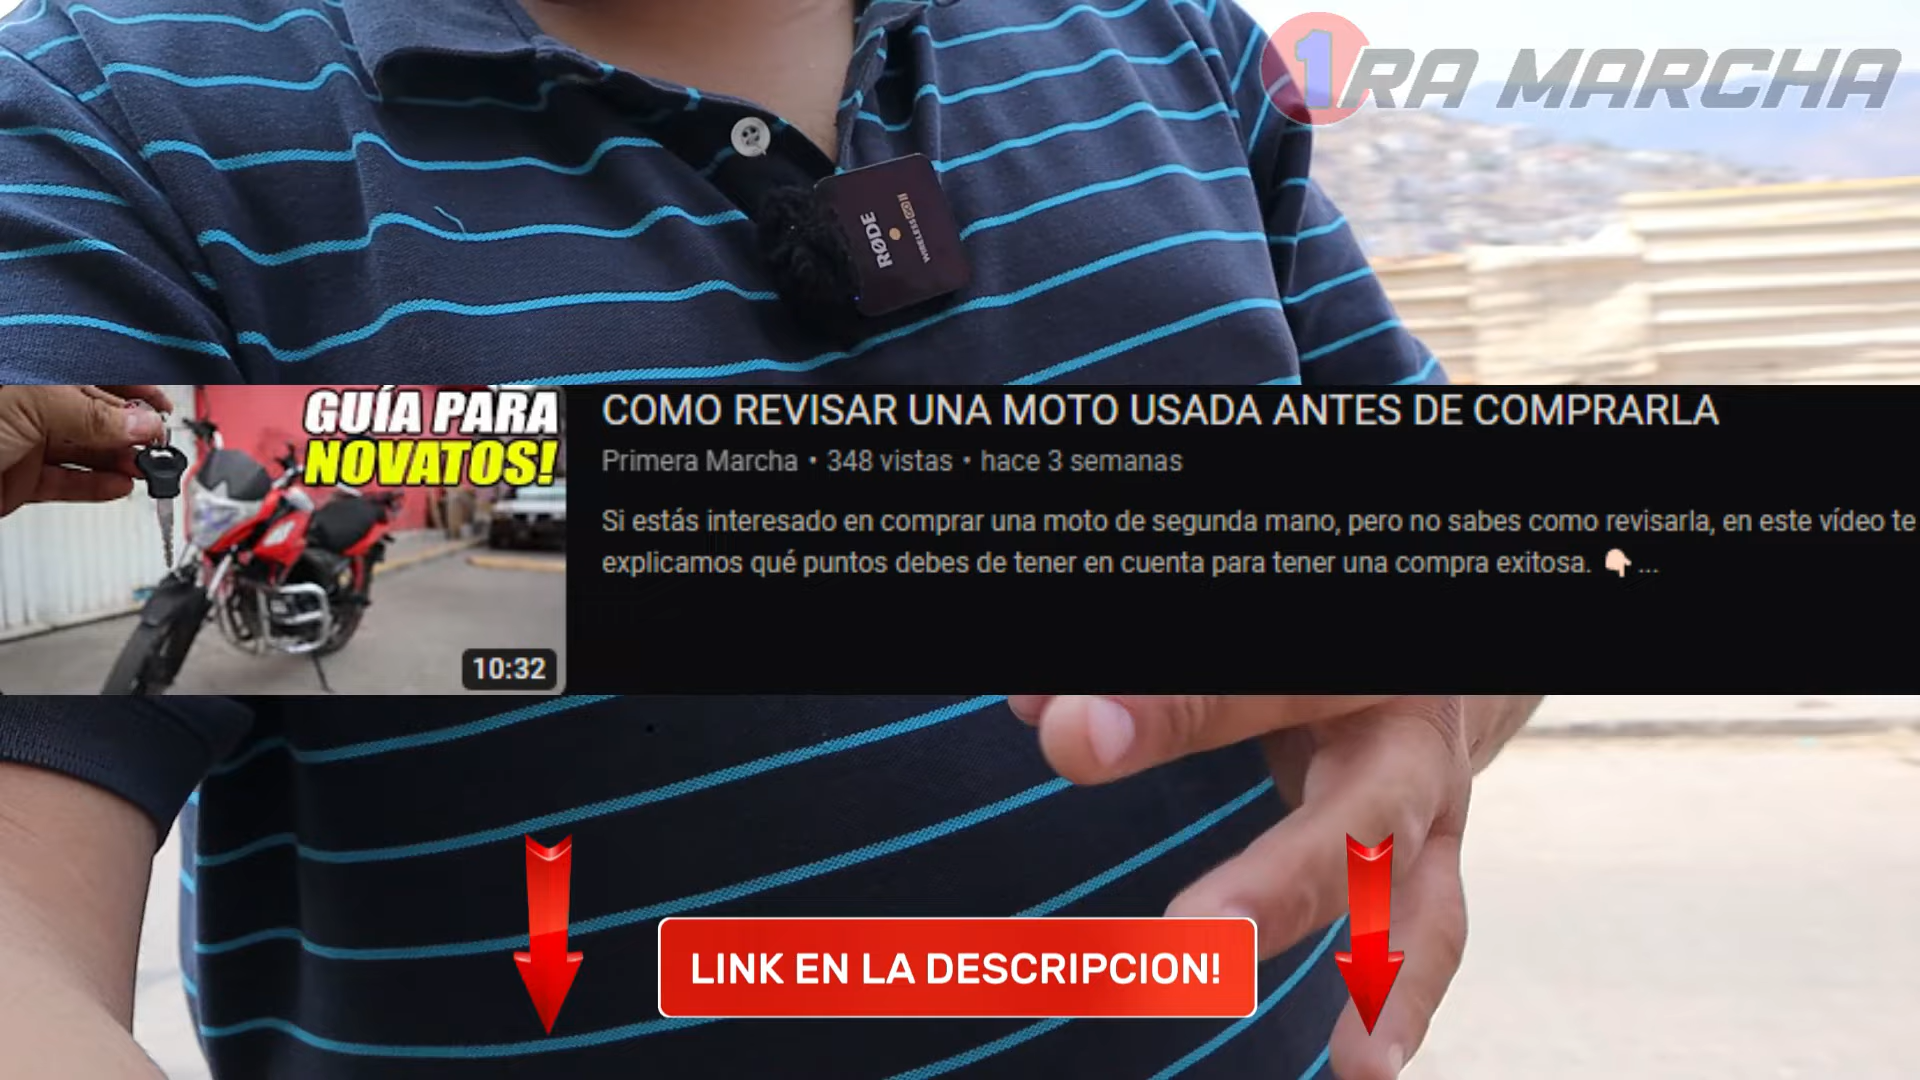 1RA MARCHA
RØDE
WIRELESS GO II
GUÍA PARA
NOVATOS!
10:32
COMO REVISAR UNA MOTO USADA ANTES DE COMPRARLA
Primera Marcha • 348 vistas • hace 3 semanas
Si estás interesado en comprar una moto de segunda mano, pero no sabes como revisarla, en este vídeo te
explicamos qué puntos debes de tener en cuenta para tener una compra exitosa. 👇🏻 ...
LINK EN LA DESCRIPCION!